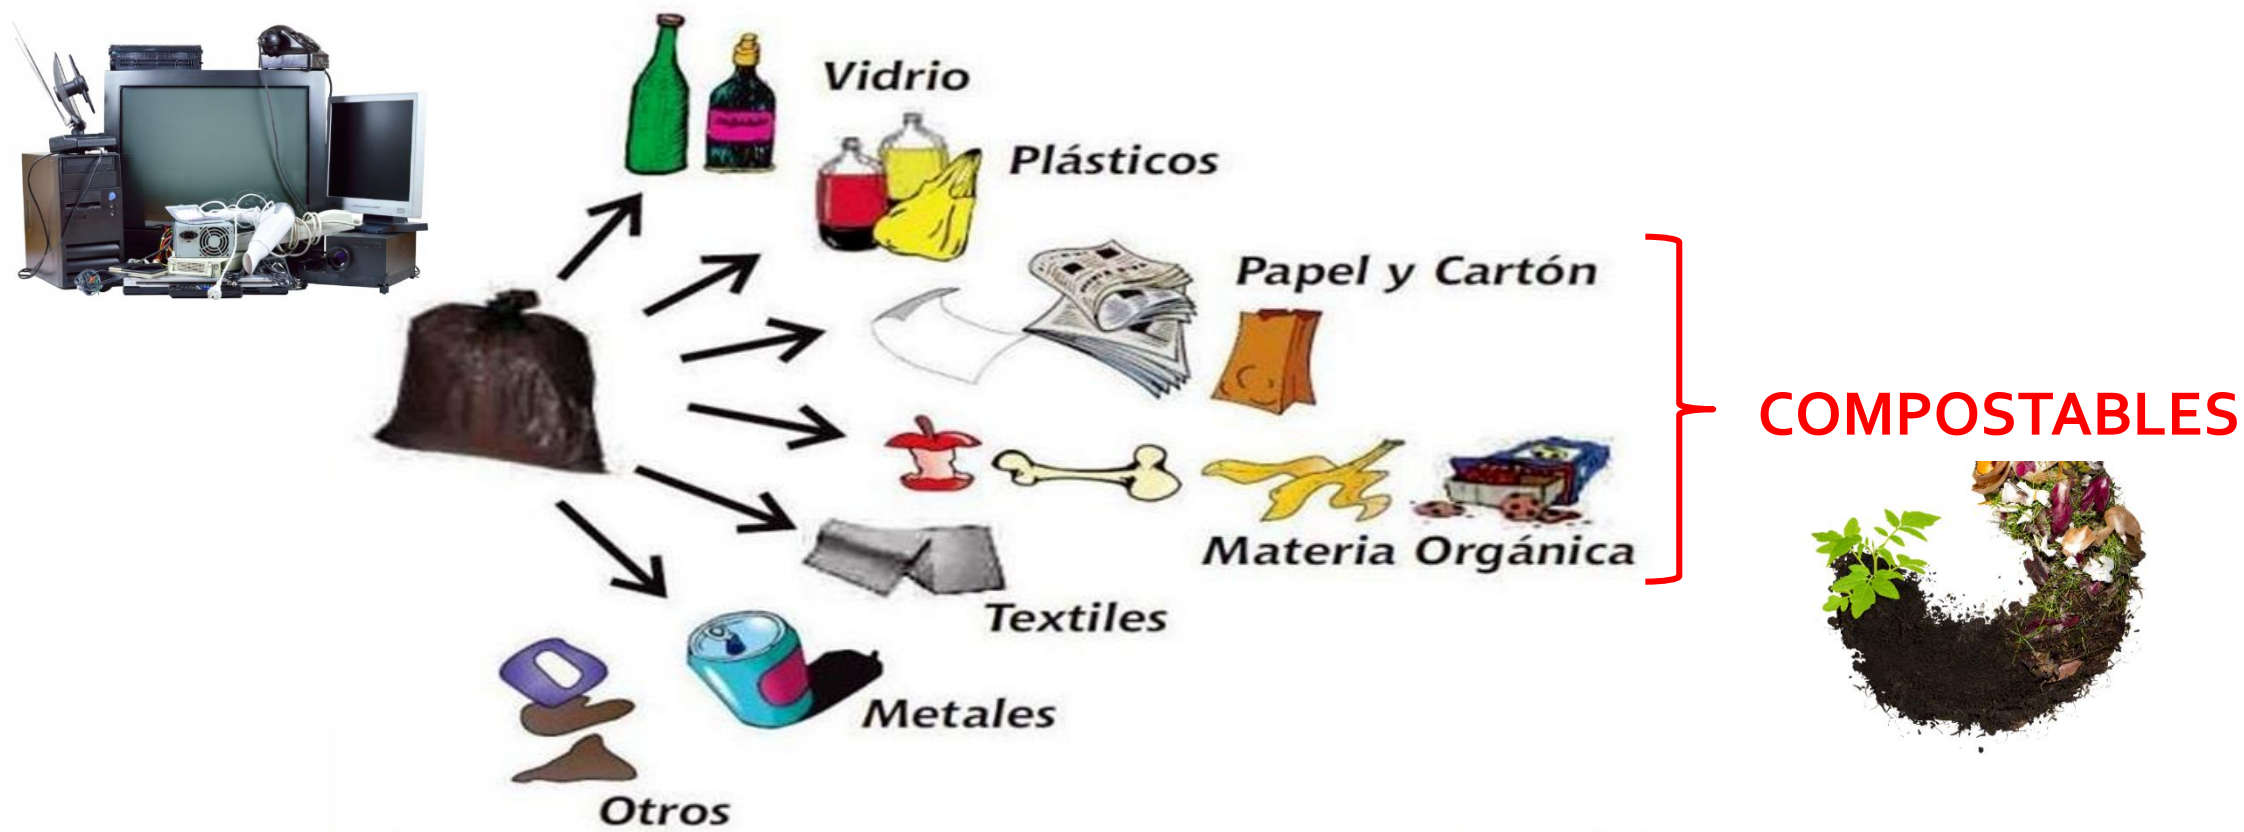 Vidrio
Plásticos
Papel y Cartón
COMPOSTABLES
Materia Orgánica
Textiles
Metales
Otros